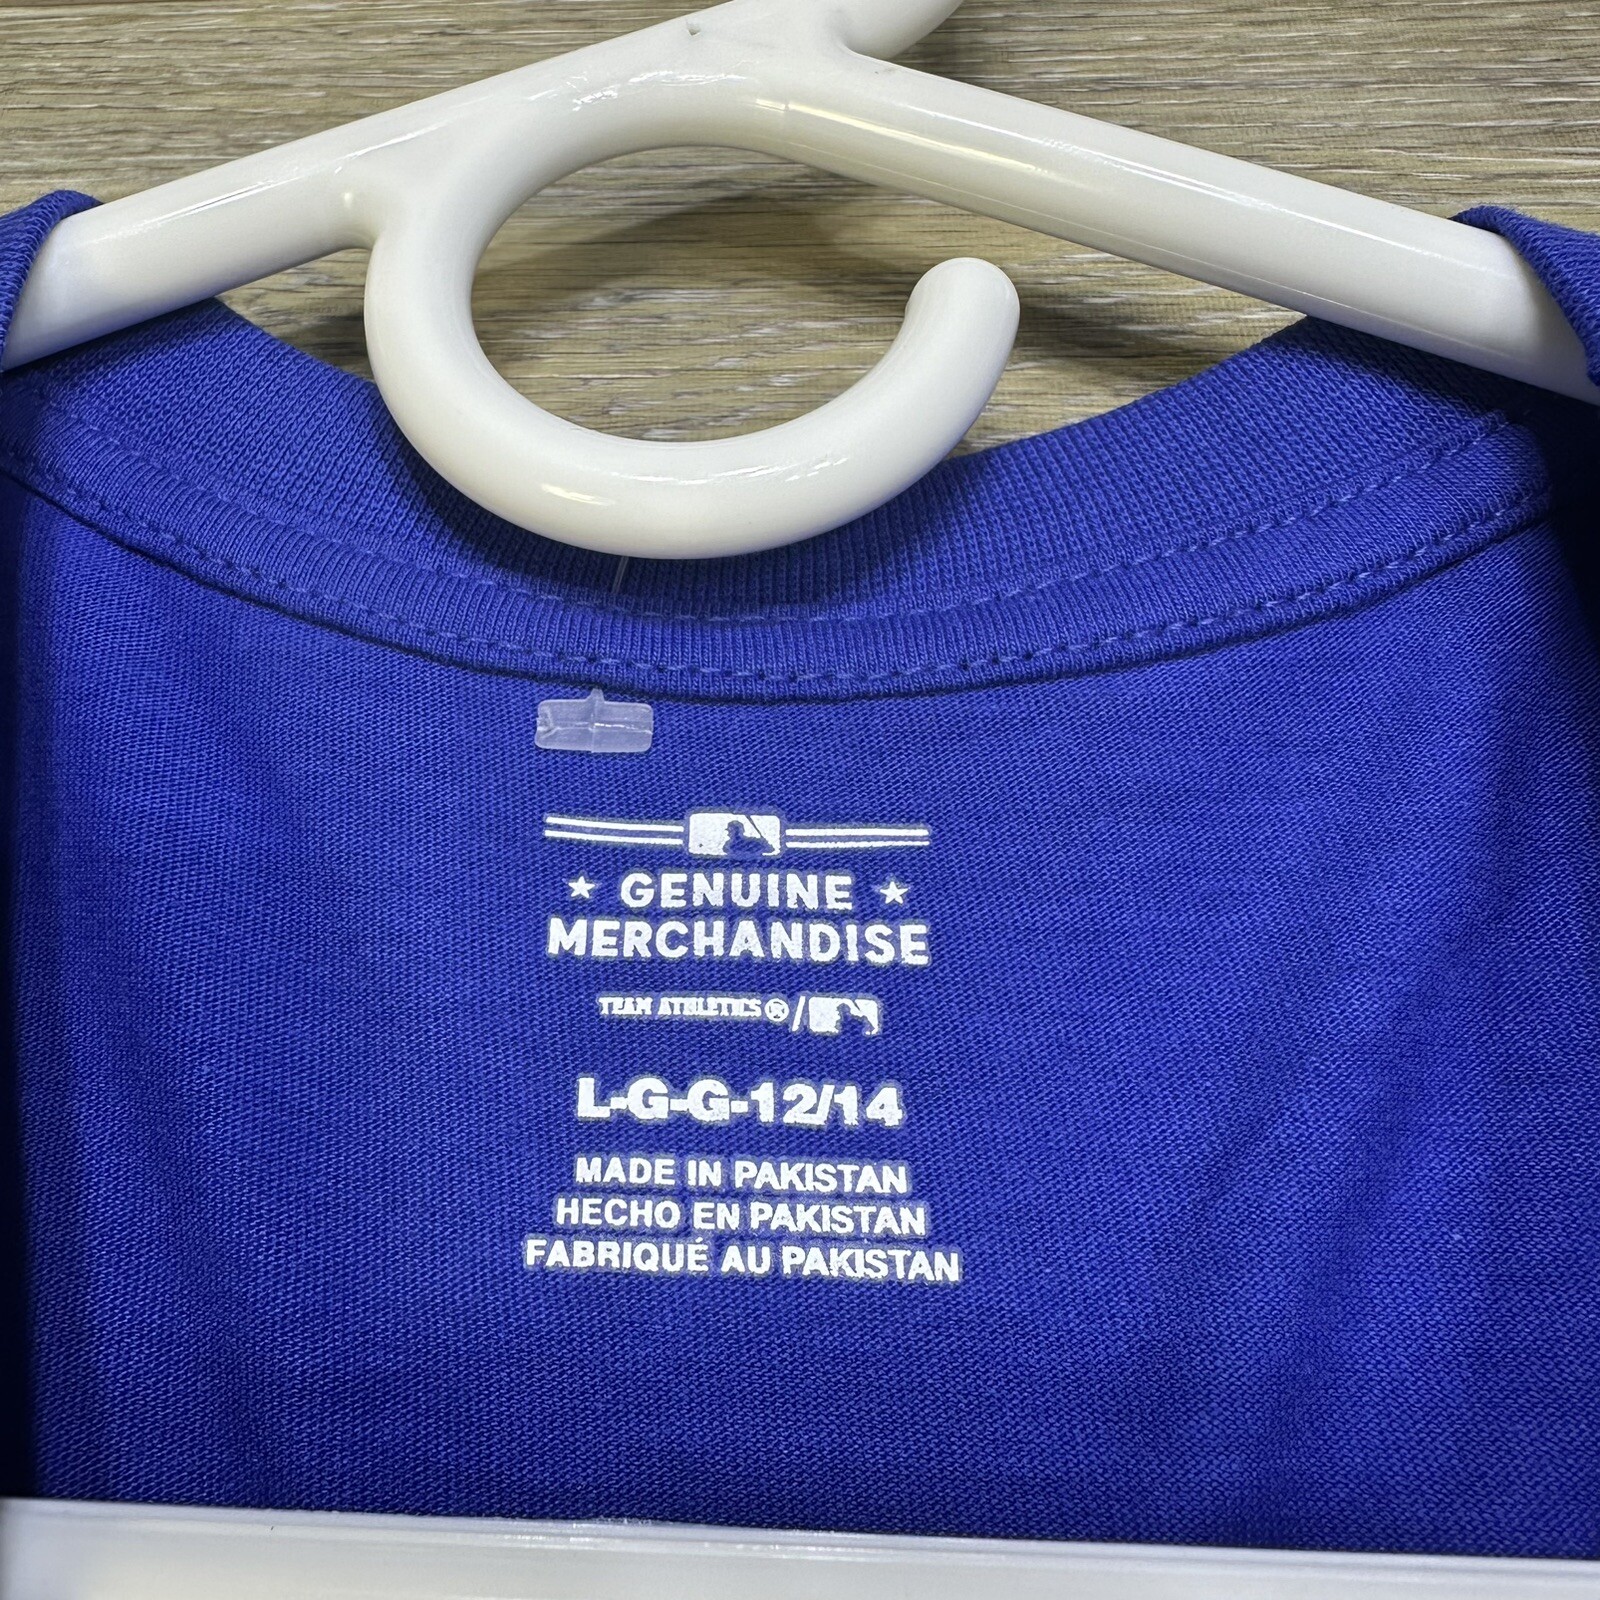 GENUINE
MERCHANDISE
TEAM ATHLETICS® /
L-G-G-12/14
MADE IN PAKISTAN
HECHO EN PAKISTAN
FABRIQUÉ AU PAKISTAN